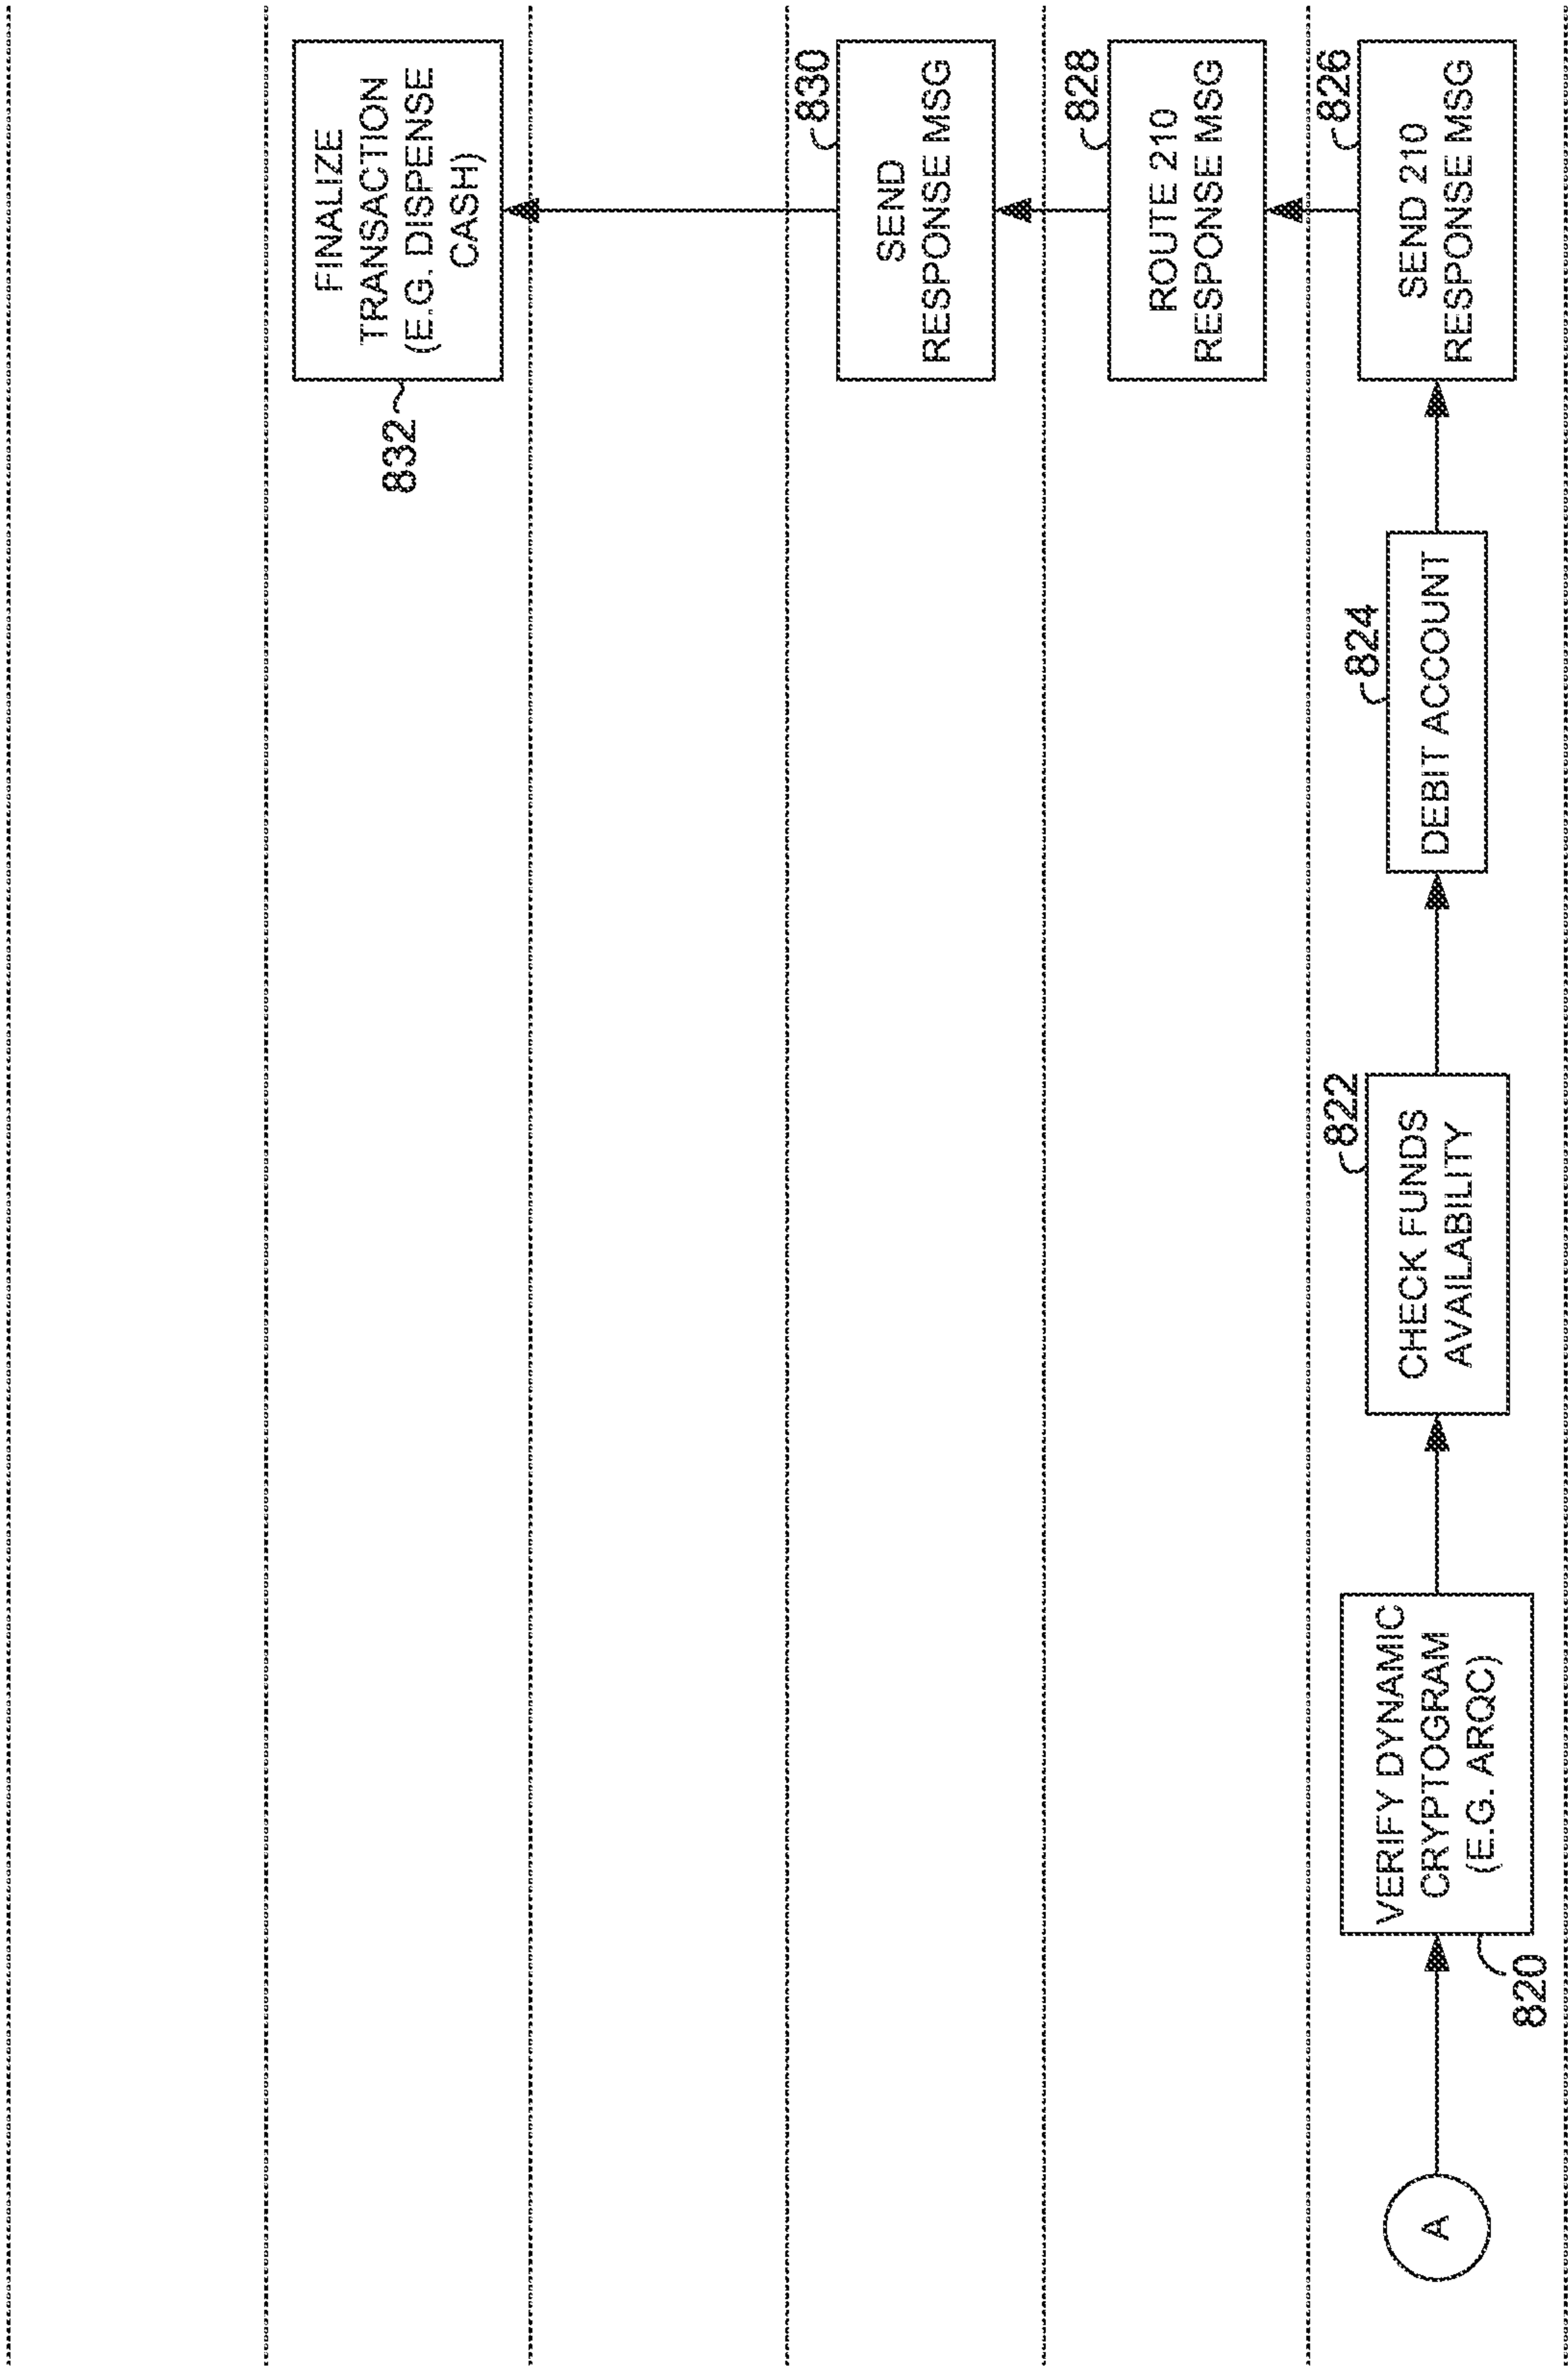 A
VERIFY DYNAMIC
CRYPTOGRAM
(E.G. ARQC)
820
CHECK FUNDS
AVAILABILITY
822
DEBIT ACCOUNT
824
SEND 210
RESPONSE MSG
826
ROUTE 210
RESPONSE MSG
828
SEND
RESPONSE MSG
830
FINALIZE
TRANSACTION
(E.G. DISPENSE
CASH)
832